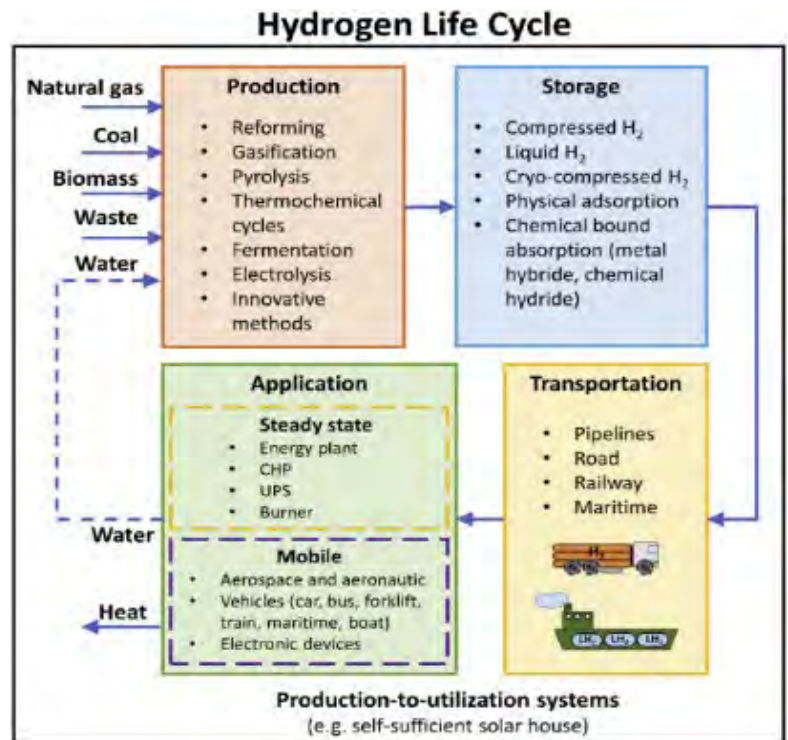 Hydrogen Life Cycle
Natural gas
Coal
Biomass
Waste
Water
Production
• Reforming
• Gasification
• Pyrolysis
• Thermochemical
cycles
• Fermentation
• Electrolysis
• Innovative
methods
Storage
• Compressed H₂
• Liquid H₂
• Cryo-compressed H₂
• Physical adsorption
• Chemical bound
absorption (metal
hybride, chemical
hydride)
Application
Steady state
• Energy plant
• CHP
• UPS
• Burner
Mobile
• Aerospace and aeronautic
• Vehicles (car, bus, forklift,
train, maritime, boat)
• Electronic devices
Water
Heat
Transportation
• Pipelines
• Road
• Railway
• Maritime
H₂
LH₂ LH₂ LH₂
Production-to-utilization systems
(e.g. self-sufficient solar house)